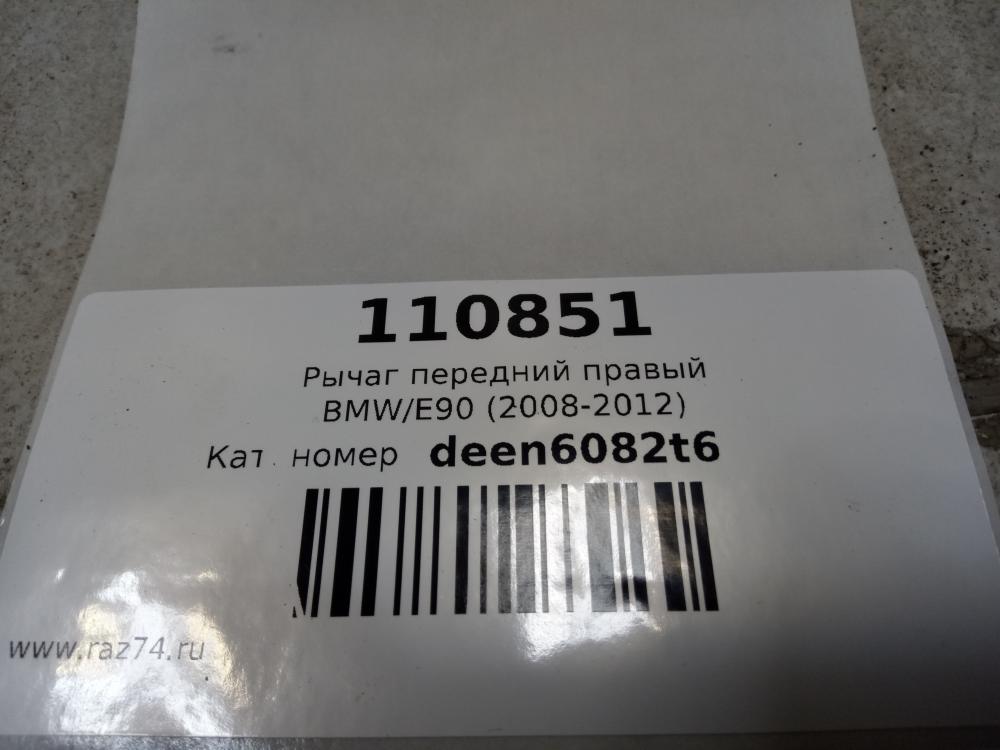 110851
Рычаг передний правый
BMW/E90 (2008-2012)
Кат. номер deen6082t6
www.raz74.ru